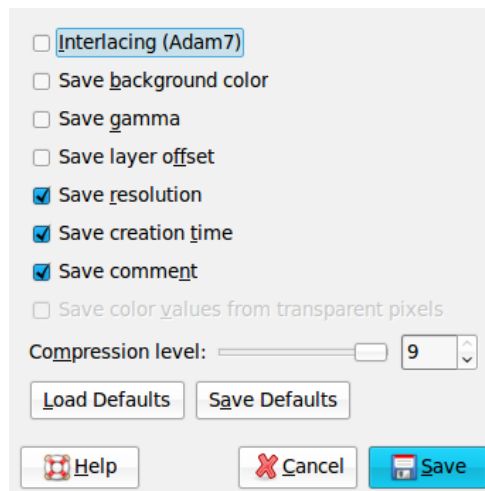 Interlacing (Adam7)
Save background color
Save gamma
Save layer offset
Save resolution
Save creation time
Save comment
Save color values from transparent pixels
Compression level: 9
Load Defaults Save Defaults
Help Cancel Save